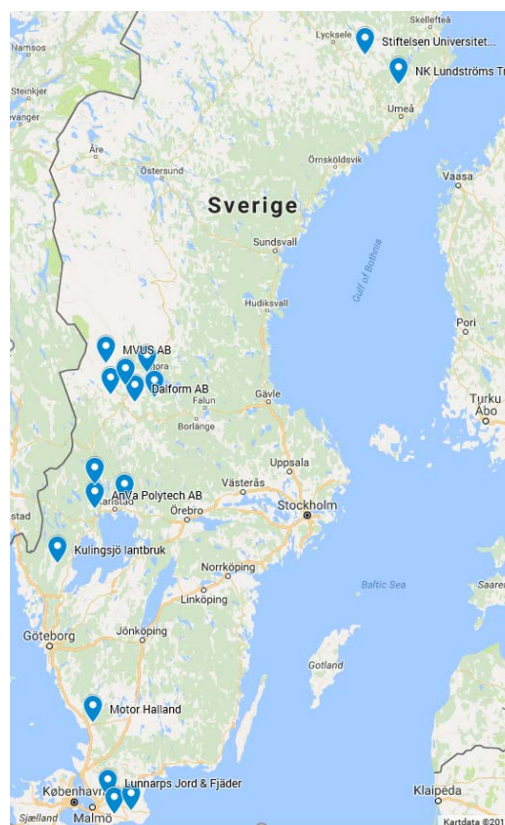 Skellefteå
Lycksele
Stiftelsen Universitet...
Namsos
NK Lundströms Tr
Steinkjer
Umeå
Åre
Östersund
Örnsköldsvik
Vaasa
Sverige
Sundsvall
Gulf of Bothnia
Hudiksvall
Pori
MVUS AB
Dalform AB
Falun
Gävle
Turku
Åbo
Borlänge
Uppsala
Västerås
AnVa Polytech AB
Örebro
Stockholm
Kulingsjö lantbruk
Norrköping
Linköping
Baltic Sea
Göteborg
Jönköping
Gotland
Motor Halland
Lunnarps Jord & Fjäder
Malmö
Sjælland
Klaipėda
Kartdata ©201